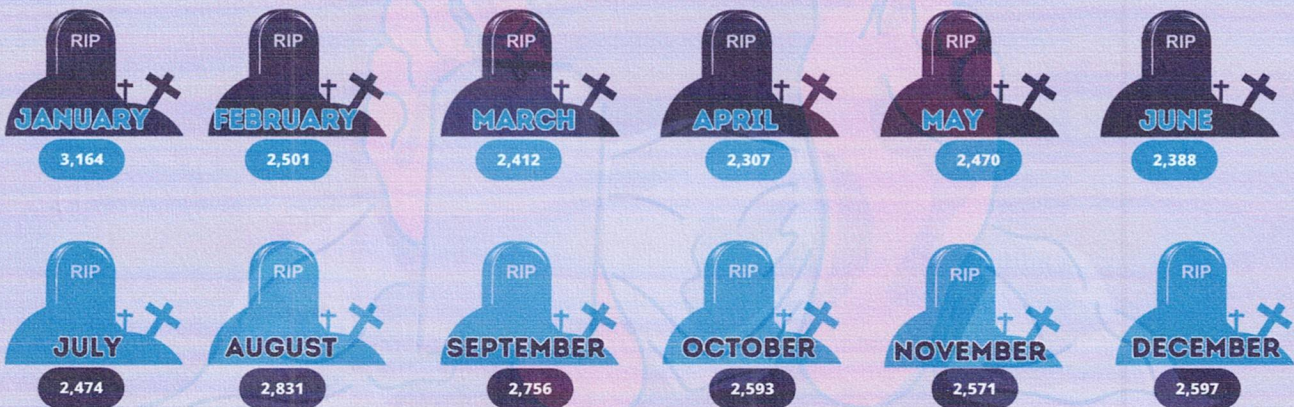 RIP RIP RIP RIP RIP RIP
JANUARY FEBRUARY MARCH APRIL MAY JUNE
3,164 2,501 2,412 2,307 2,470 2,388
RIP RIP RIP RIP RIP RIP
JULY AUGUST SEPTEMBER OCTOBER NOVEMBER DECEMBER
2,474 2,831 2,756 2,593 2,571 2,597